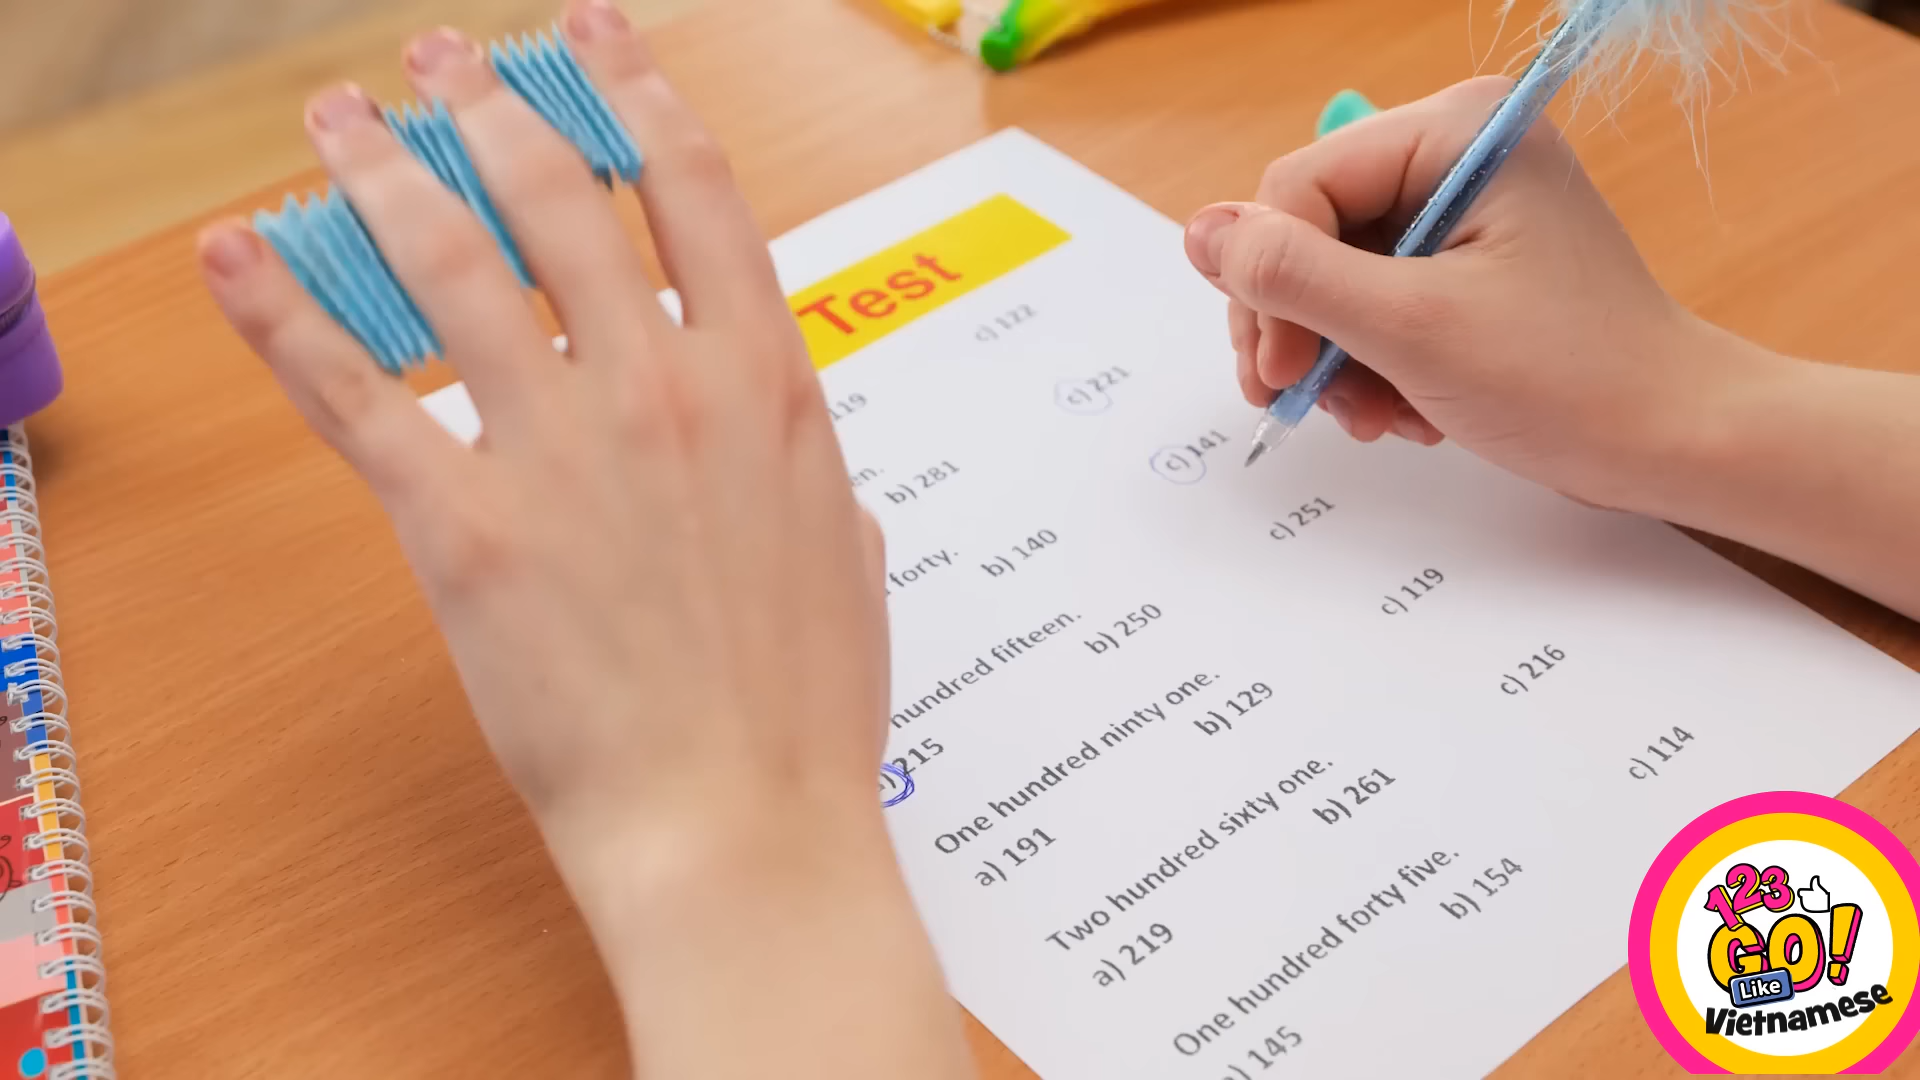 Test
c) 122
119
c) 221
en.
b) 281
c) 141
forty.
b) 140
c) 251
hundred fifteen.
215
b) 250
c) 119
One hundred ninty one.
a) 191
b) 129
c) 216
Two hundred sixty one.
a) 219
b) 261
c) 114
One hundred forty five.
) 145
b) 154
123
GO!
Like
Vietnamese